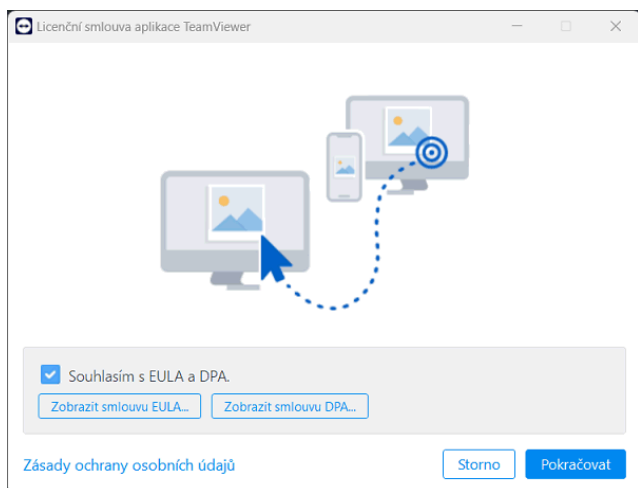 Licenční smlouva aplikace TeamViewer
Souhlasím s EULA a DPA.
Zobrazit smlouvu EULA...
Zobrazit smlouvu DPA...
Zásady ochrany osobních údajů
Storno
Pokračovat